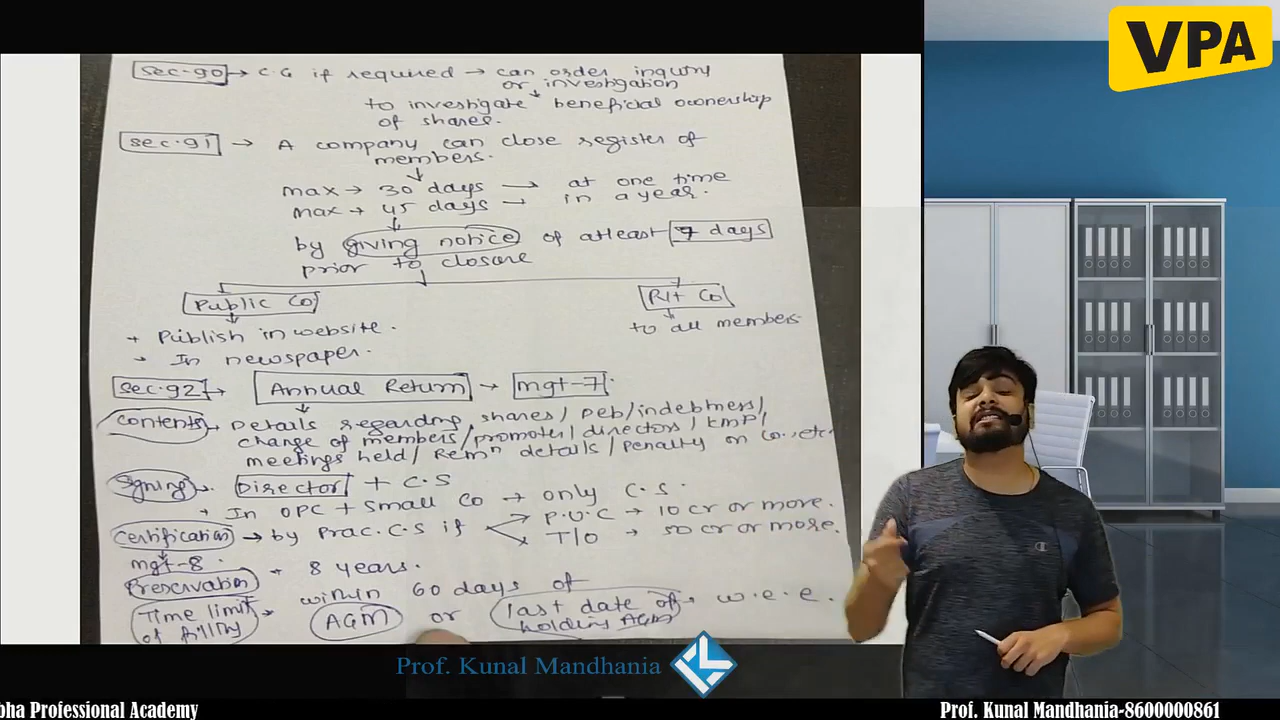 VPA
sec-90 → C.G if required → can order inquiry
or investigation
to investigate beneficial ownership
of shares.
sec.91 → A company can close register of
members.
max → 30 days → at one time
max → 45 days → in a year.
by giving notice of atleast 7 days
prior to closure
Public Co
Pvt Co
→ Publish in website.
to all members
→ In newspaper.
sec.92 → Annual Return → mgt-7.
Contents → Details regarding shares/ Deb/indebtness/
change of members/promoter/directors/ KMP/
meetings held/ Remn details/Penalty on co., etc.
Signing → Director + C.S
→ In OPC + small Co → only C.S.
Certification → by Prac. C.S if P.U.C → 10 cr or more.
T/O → 50 cr or more.
mgt-8.
Preservation → 8 years.
Time limit of filling → within 60 days of
AGM or last date of holding AGM → w.e.e.
Prof. Kunal Mandhania
bha Professional Academy
Prof. Kunal Mandhania-8600000861